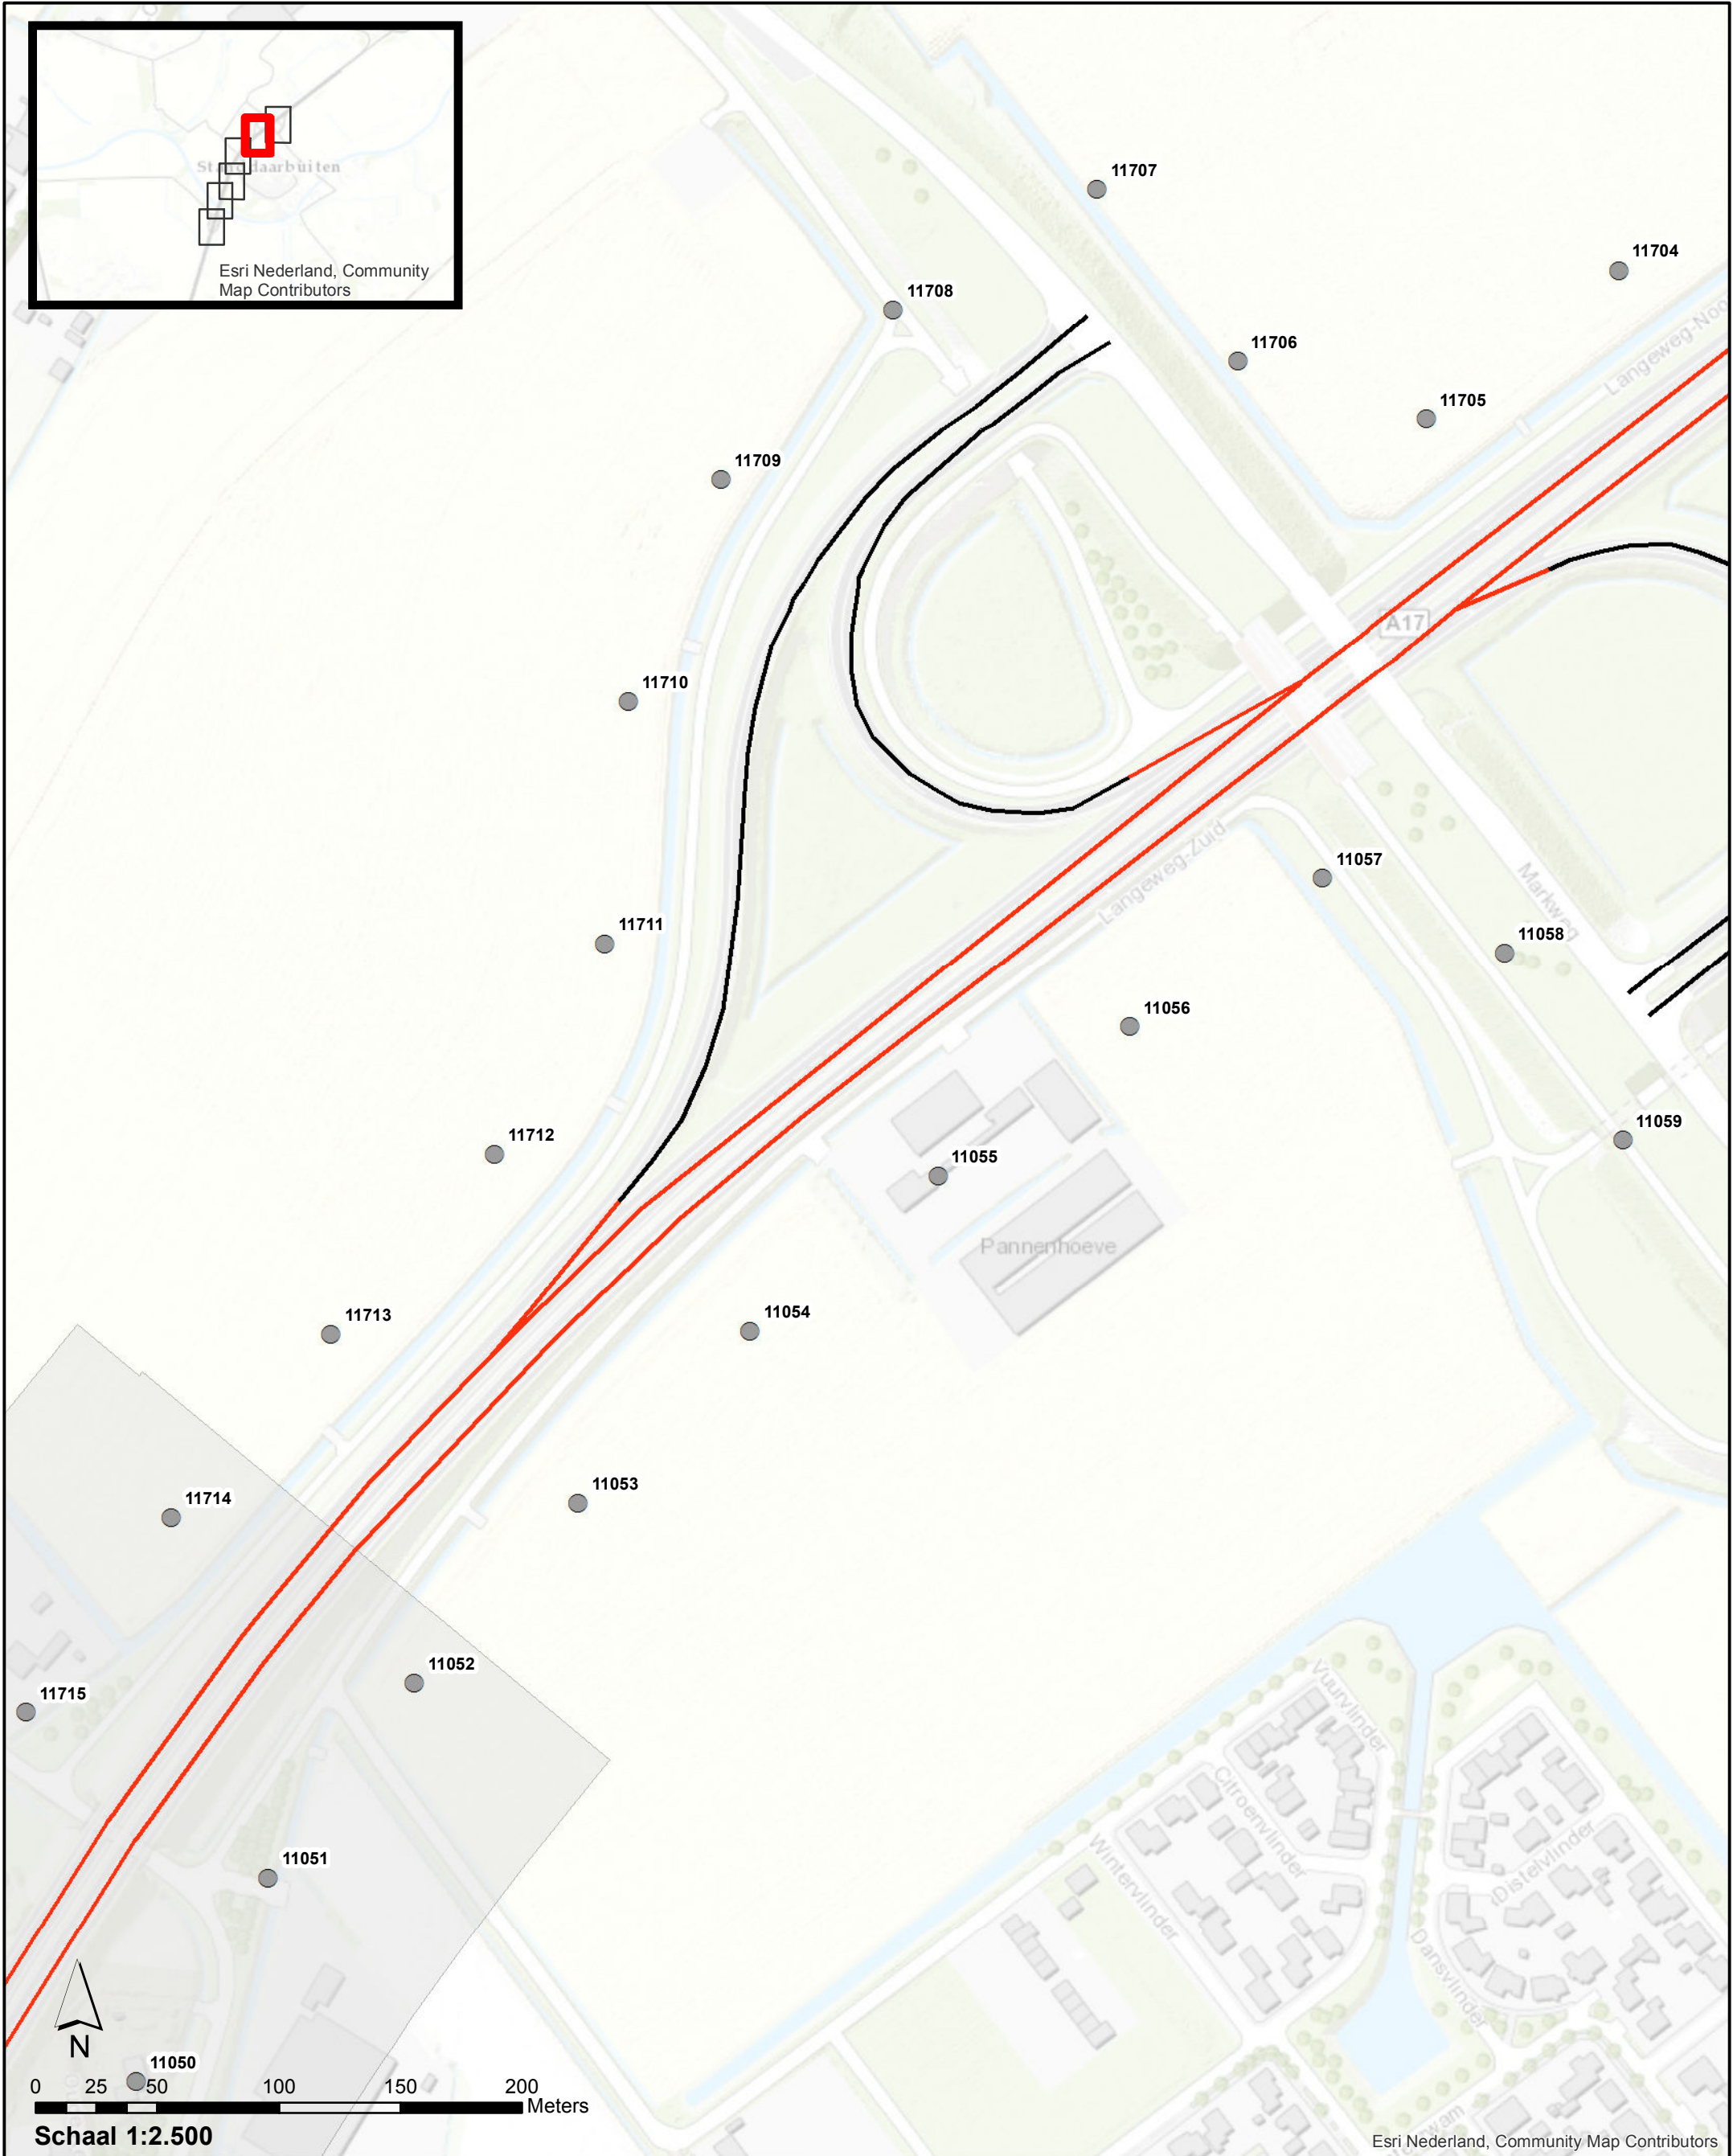 Standdaarbuiten
Esri Nederland, Community
Map Contributors
11707
11704
11708
Langeweg-Noo
11706
11705
11709
A17
11710
Langeweg-Zuid
11057
Markweg
11711
11058
11056
11712
11059
11055
Pannenhoeve
11713
11054
11714
11053
11052
Vuurvlinder
11715
Citroenvlinder
Wintervlinder
Distelvlinder
11051
Dansvlinder
N
11050
0 25 50 100 150 200
Meters
Schaal 1:2.500
Esri Nederland, Community Map Contributors